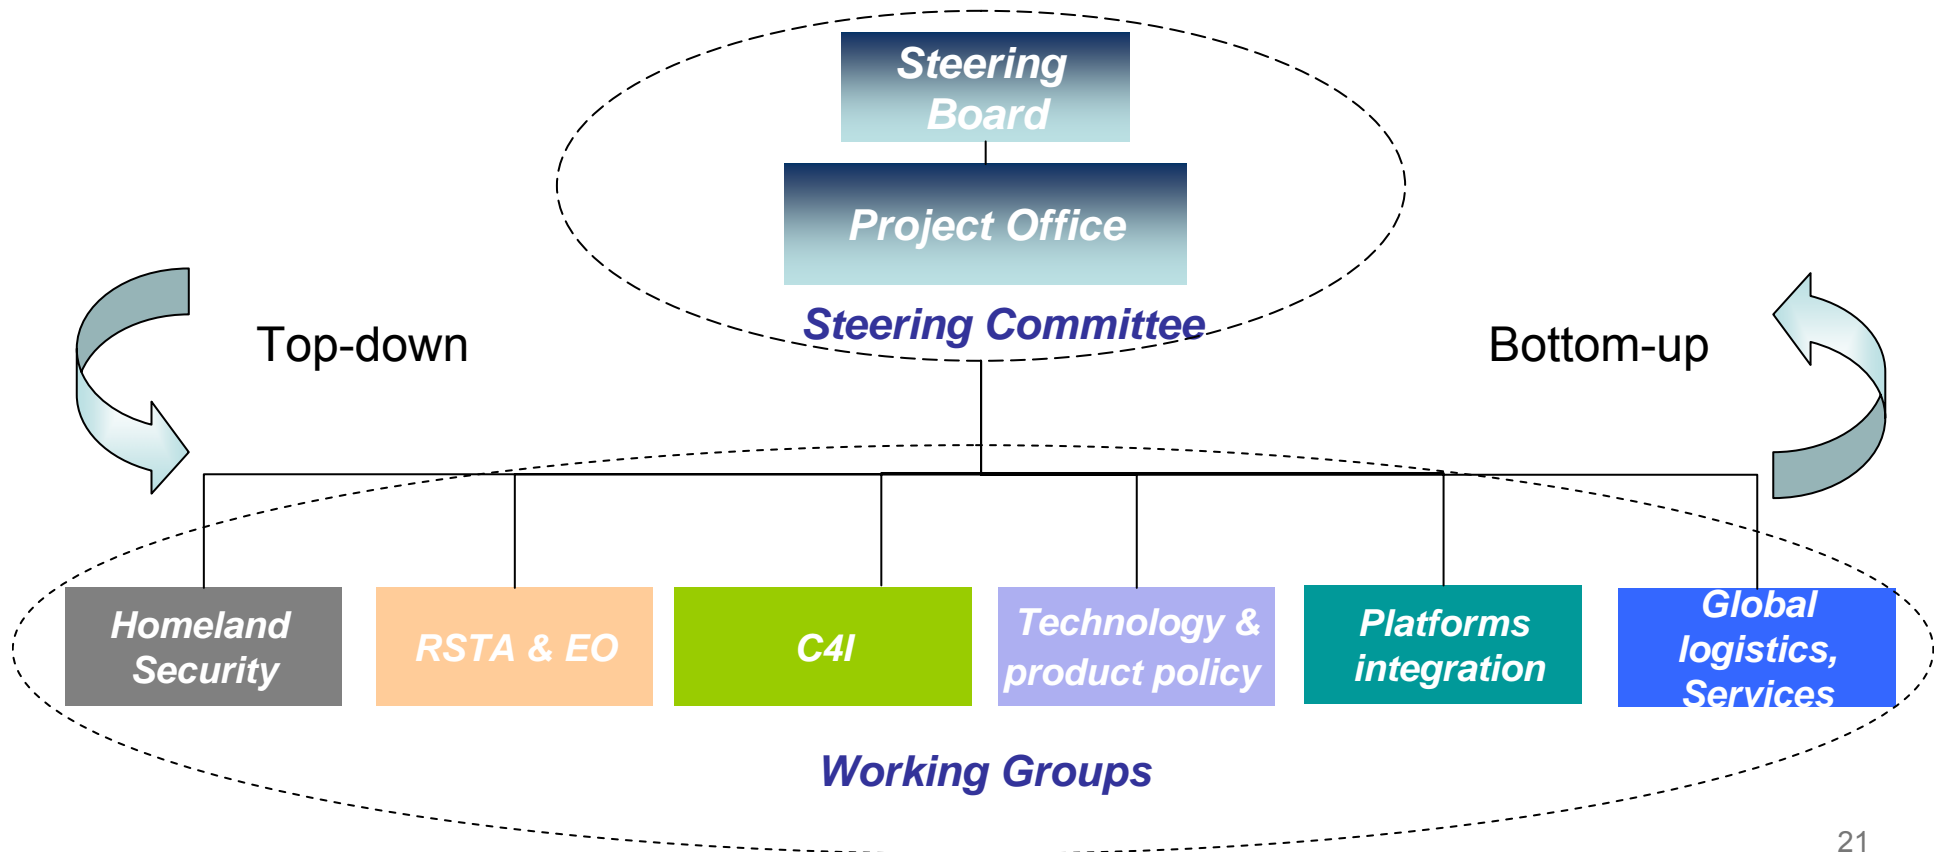 Steering
Board
Project Office
Steering Committee
Top-down
Bottom-up
Homeland
Security
RSTA & EO
C4I
Technology &
product policy
Platforms
integration
Global
logistics,
Services
Working Groups
21